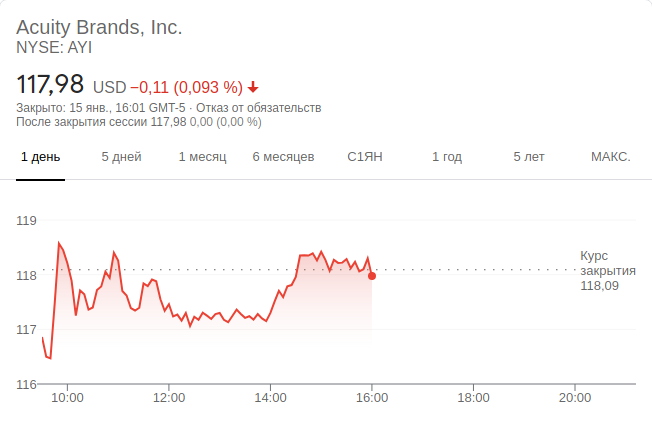 Acuity Brands, Inc.
NYSE: AYI
117,98 USD −0,11 (0,093 %)
Закрыто: 15 янв., 16:01 GMT-5 · Отказ от обязательств
После закрытия сессии 117,98 0,00 (0,00 %)
1 день 5 дней 1 месяц 6 месяцев С1ЯН 1 год 5 лет МАКС.
119
Курс
закрытия
118,09
118
117
116
10:00 12:00 14:00 16:00 18:00 20:00